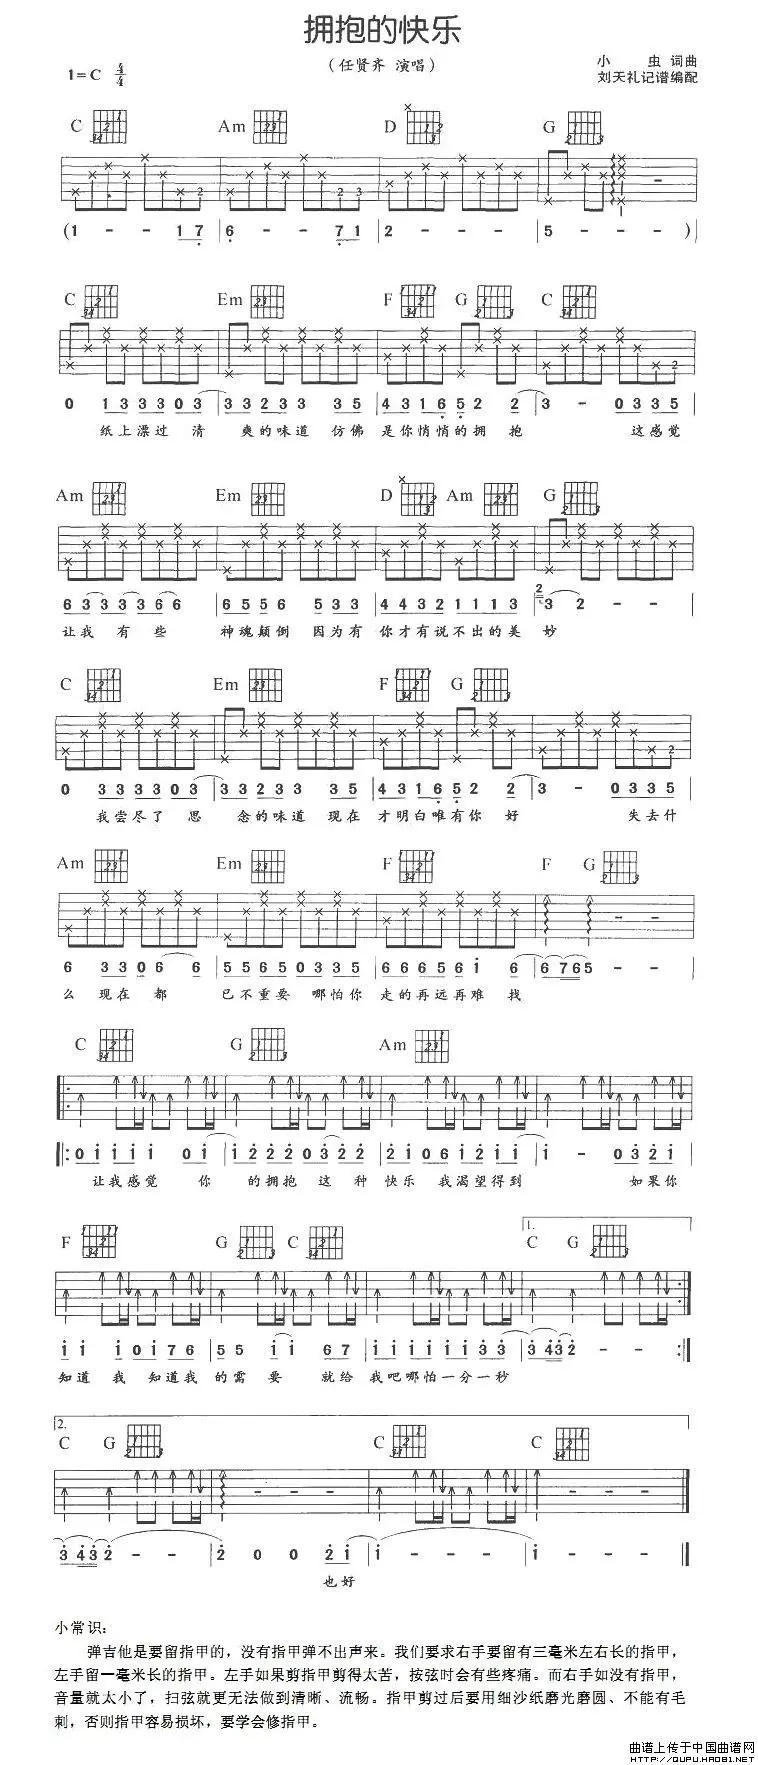 拥抱的快乐
(任贤齐 演唱)
小 虫 词曲
1=C 4/4
刘天礼记谱编配
C Am D G
(1 - - 1 7 | 6 - - 7 1 | 2 - - - | 5 - - - )
C Em F G C
0 1 3 3 3 0 3 | 3 3 2 3 3 3 3 5 | 4 3 1 6 5 2 2 | 3 - 0 3 3 5
纸上漂过 清 爽的味道 仿佛 是你悄悄的拥 抱 这感觉
Am Em D Am G
6 3 3 3 3 6 6 | 6 5 5 6 5 3 3 | 4 4 3 2 1 1 1 3 | 2 3 2 - -
让我 有些 神魂颠倒 因为有 你才有说不出的美 妙
C Em F G
0 3 3 3 3 0 3 | 3 3 2 3 3 3 3 5 | 4 3 1 6 5 2 2 2 | 3 - 0 3 3 5
我尝尽了 思 念的味道 现在 才明白唯有你 好 失去什
Am Em F F G
6 3 3 0 6 6 | 5 5 6 5 0 3 3 5 | 6 6 6 5 6 i 6 | 6 7 6 5 - -
么 现在 都 已不重要 哪怕你 走的再远再难 找
C G Am
0 i i i i 0 i | i 2 2 2 0 3 2 2 | 2 i 0 6 i 2 i i | i - 0 3 2 i
让我感觉 你 的拥抱 这 种 快乐 我渴望得到 如果你
1.
F G C C G
i i i 0 i 7 6 | 5 5 i i 6 7 | i i i i i i 3 3 | 3 4 3 2 - -
知道 我 知道我 的需 要 就给 我吧哪怕一分一秒
2.
C G C C
3 4 3 2 - - | 2 0 0 2 i | i - - - | i - - -
也好
小常识：
弹吉他是要留指甲的，没有指甲弹不出声来。我们要求右手要留有三毫米左右长的指甲，
左手留一毫米长的指甲。左手如果剪指甲剪得太苦，按弦时会有些疼痛。而右手如没有指甲，
音量就太小了，扫弦就更无法做到清晰、流畅。指甲剪过后要用细沙纸磨光磨圆、不能有毛
刺，否则指甲容易损坏，要学会修指甲。
曲谱上传于中国曲谱网
http://QUPU.HAO81.NET